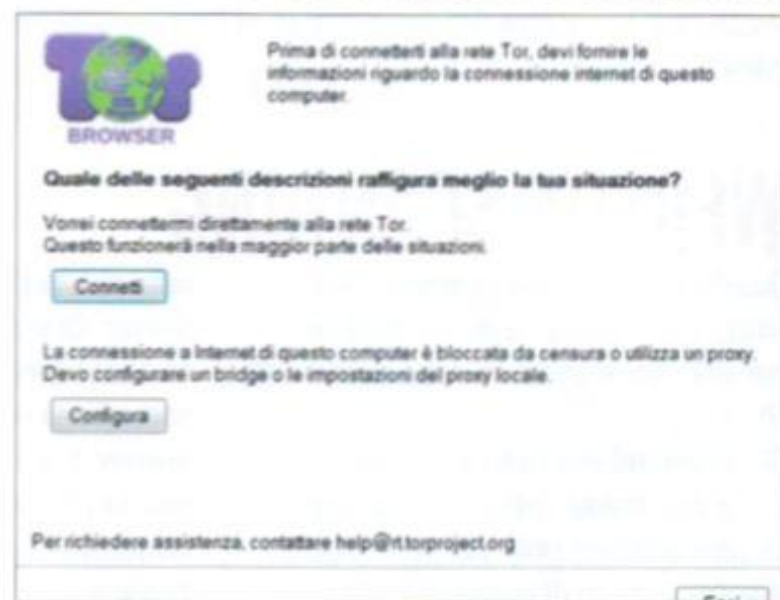 Tor
BROWSER
Prima di connetterti alla rete Tor, devi fornire le
informazioni riguardo la connessione internet di questo
computer.
Quale delle seguenti descrizioni raffigura meglio la tua situazione?
Vorrei connettermi direttamente alla rete Tor.
Questo funzionerà nella maggior parte delle situazioni.
Connetti
La connessione a Internet di questo computer è bloccata da censura o utilizza un proxy.
Devo configurare un bridge o le impostazioni del proxy locale.
Configura
Per richiedere assistenza, contattare help@rt.torproject.org